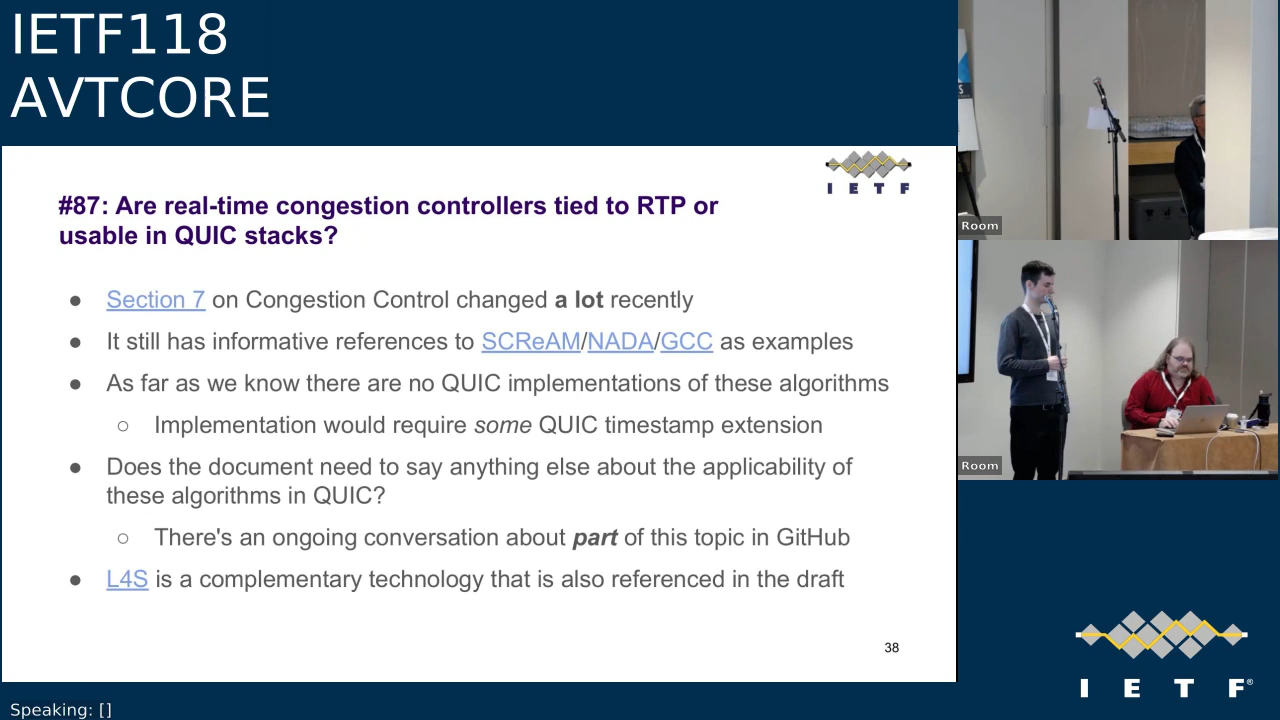 IETF118
AVTCORE
I E T F
#87: Are real-time congestion controllers tied to RTP or
usable in QUIC stacks?
● Section 7 on Congestion Control changed a lot recently
● It still has informative references to SCReAM/NADA/GCC as examples
● As far as we know there are no QUIC implementations of these algorithms
○ Implementation would require some QUIC timestamp extension
● Does the document need to say anything else about the applicability of
these algorithms in QUIC?
○ There's an ongoing conversation about part of this topic in GitHub
● L4S is a complementary technology that is also referenced in the draft
38
S
Room
Room
I E T F®
Speaking: []